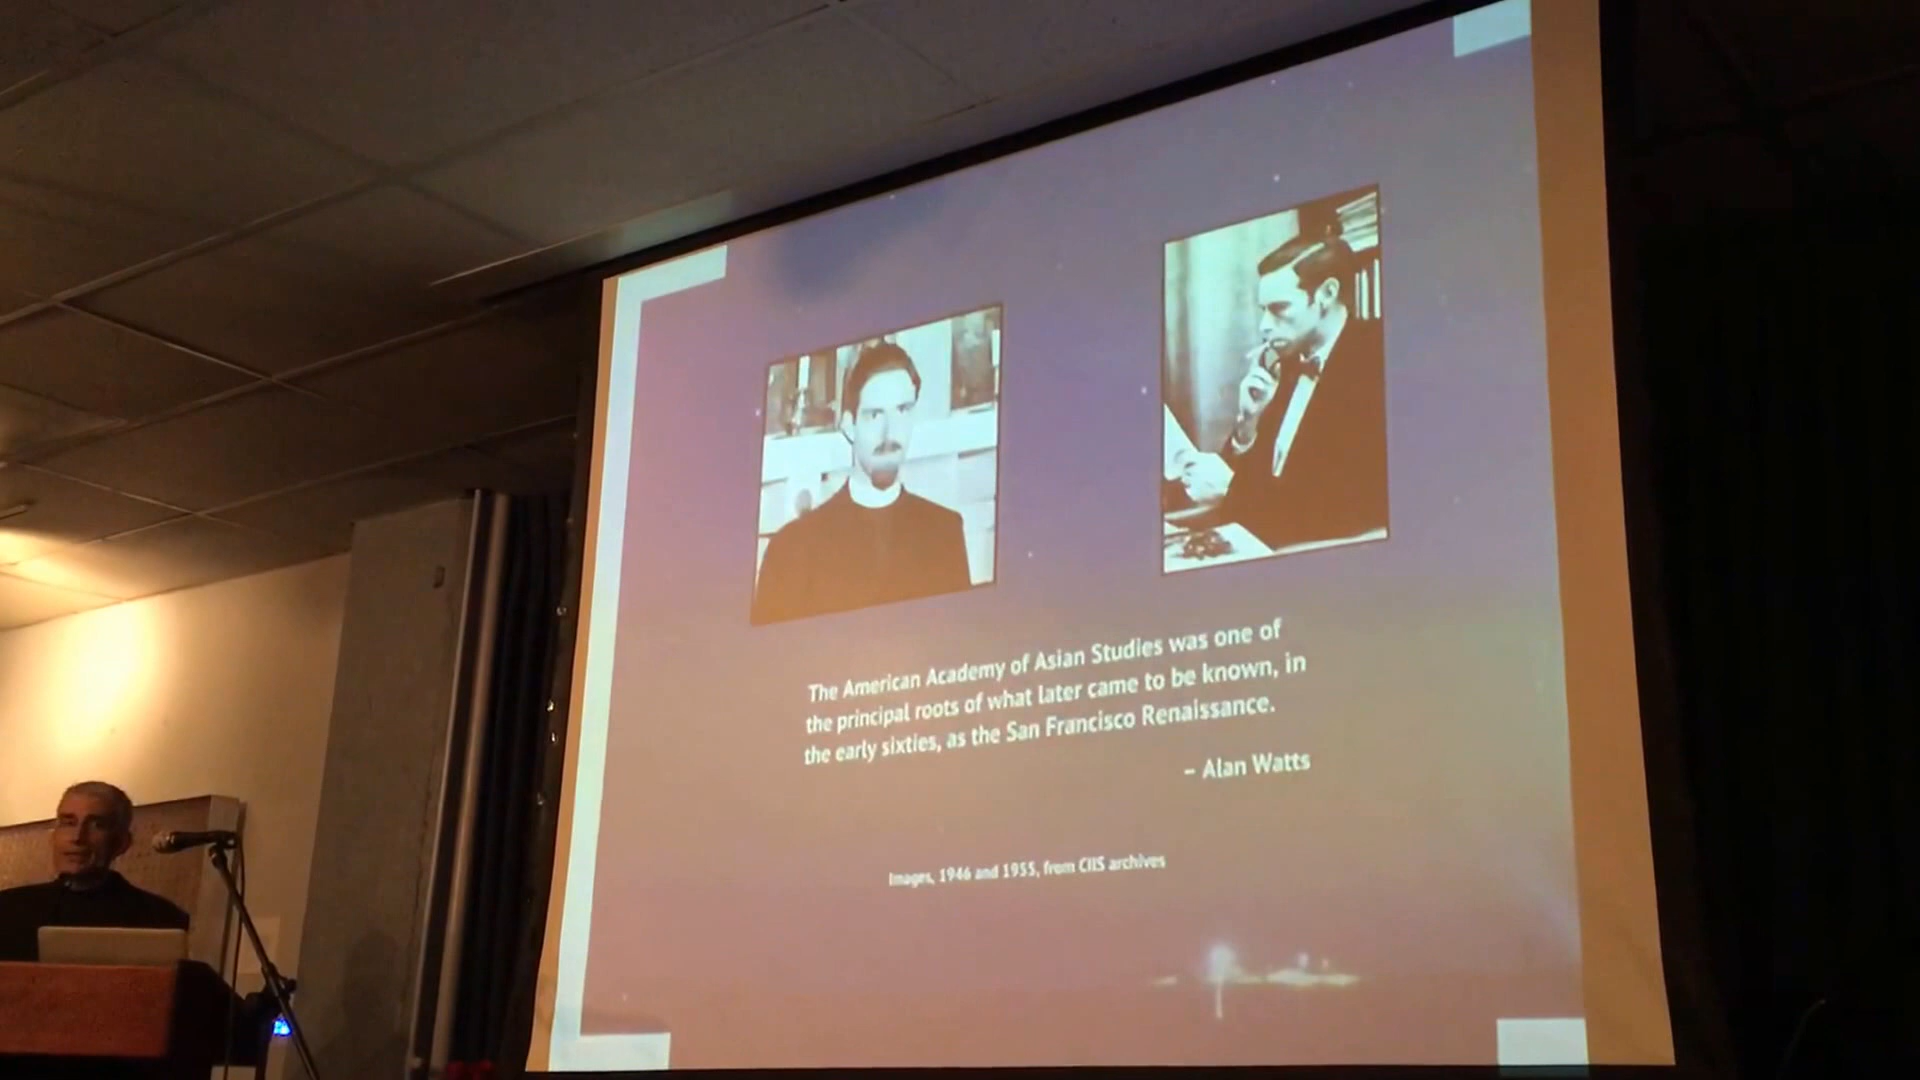 The American Academy of Asian Studies was one of
the principal roots of what later came to be known, in
the early sixties, as the San Francisco Renaissance.
– Alan Watts
Images, 1946 and 1955, from CIIS archives